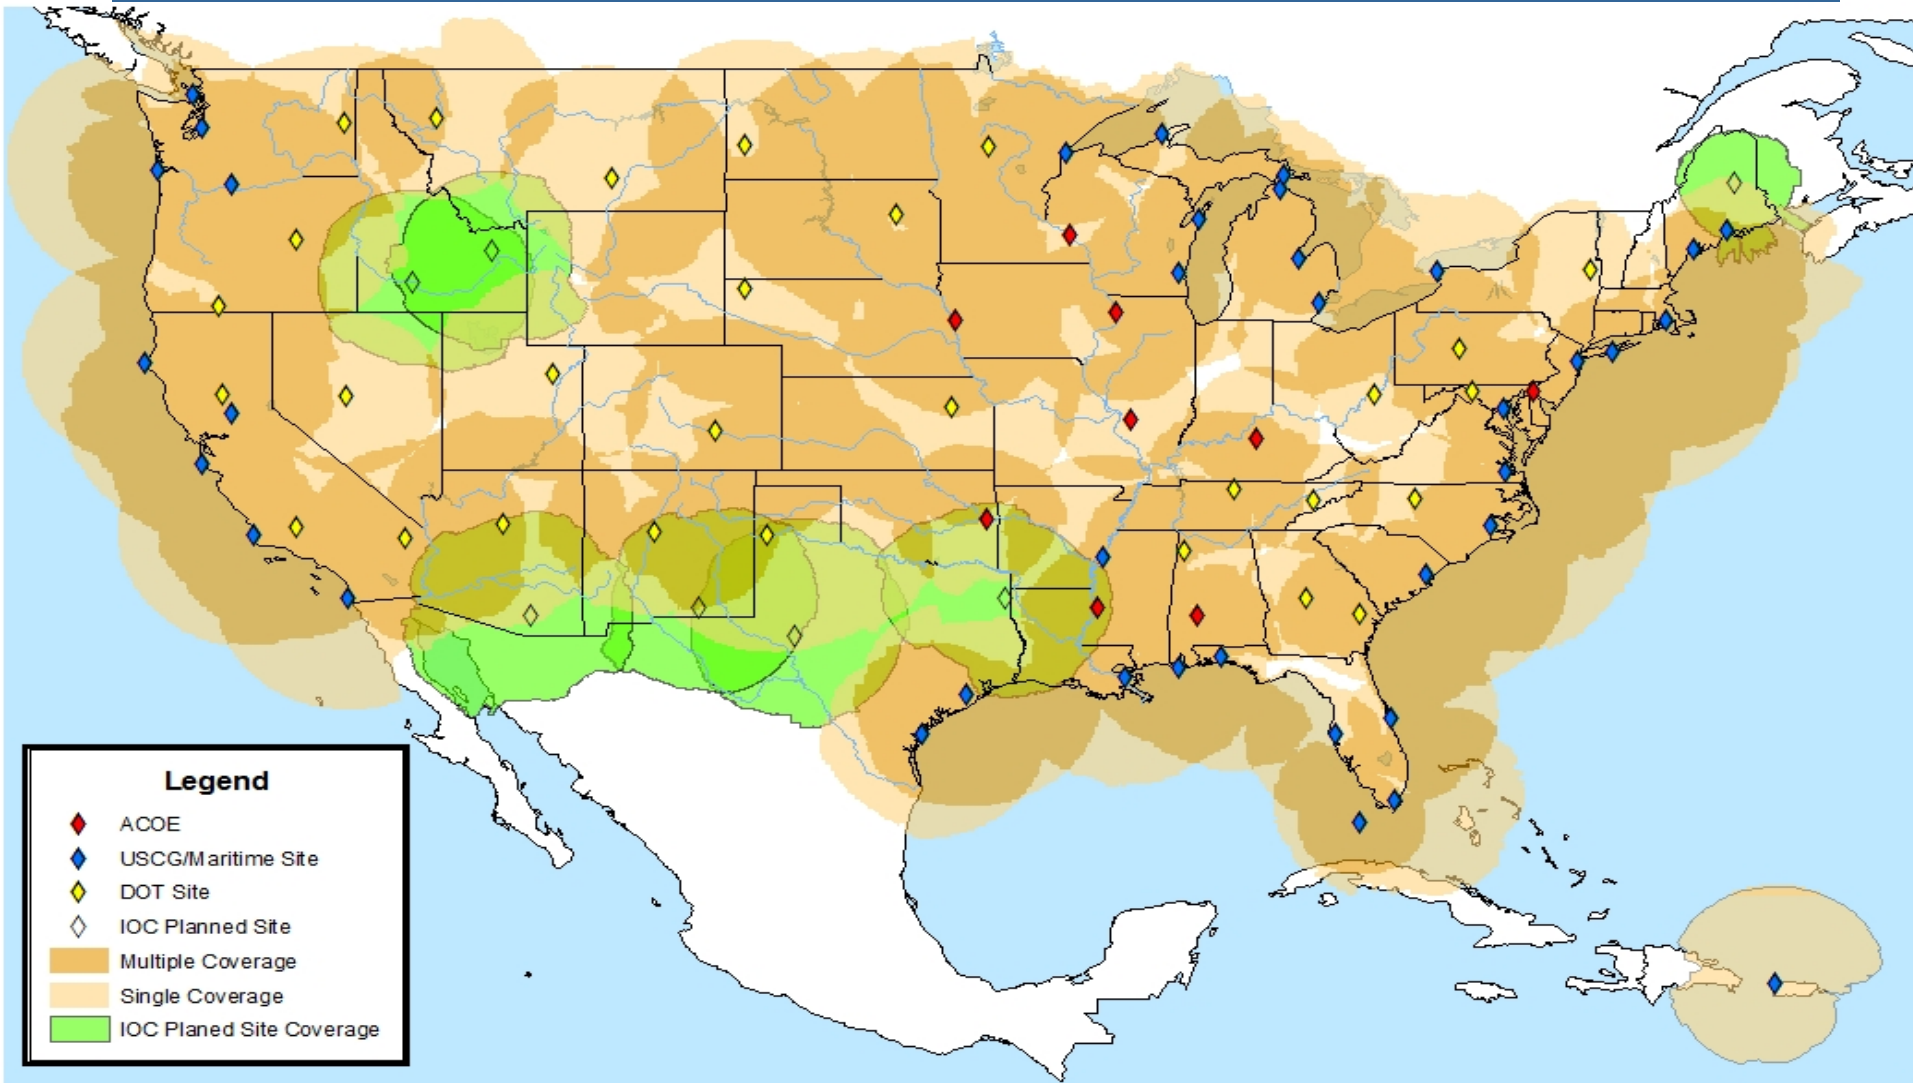 Legend
ACOE
USCG/Maritime Site
DOT Site
IOC Planned Site
Multiple Coverage
Single Coverage
IOC Planed Site Coverage